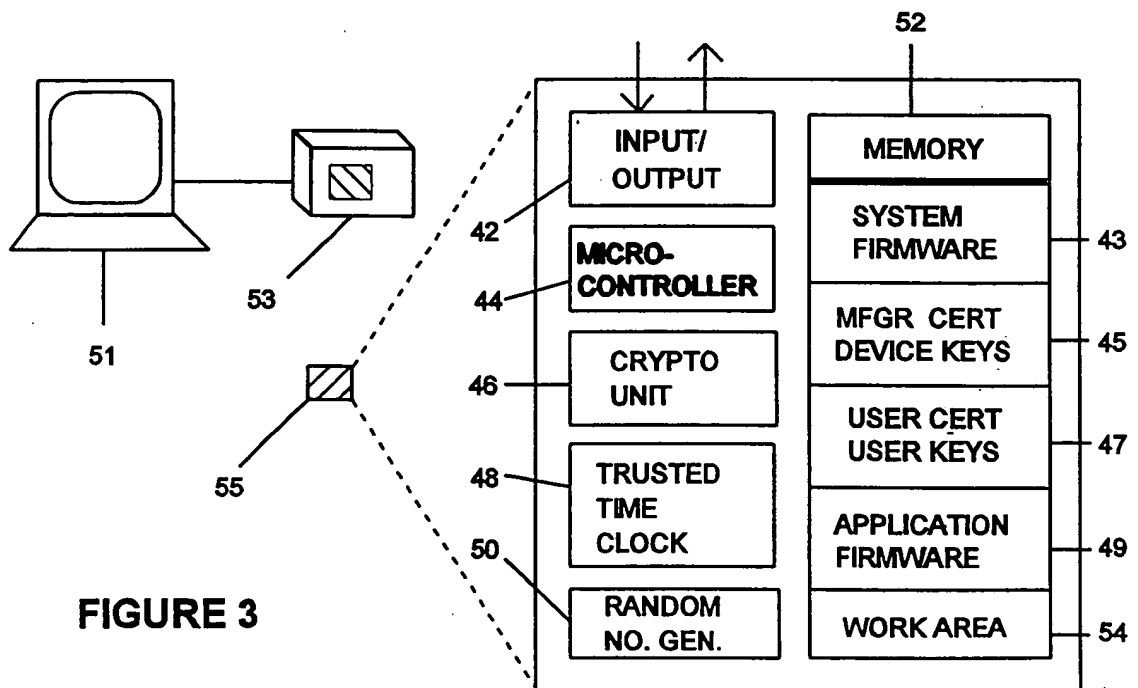 52
INPUT/
OUTPUT
MEMORY
42
SYSTEM
FIRMWARE
43
MICRO-
CONTROLLER
44
53
MFGR CERT
DEVICE KEYS
45
51
CRYPTO
UNIT
46
USER CERT
USER KEYS
47
55
48
TRUSTED
TIME
CLOCK
50
APPLICATION
FIRMWARE
49
FIGURE 3
RANDOM
NO. GEN.
WORK AREA
54